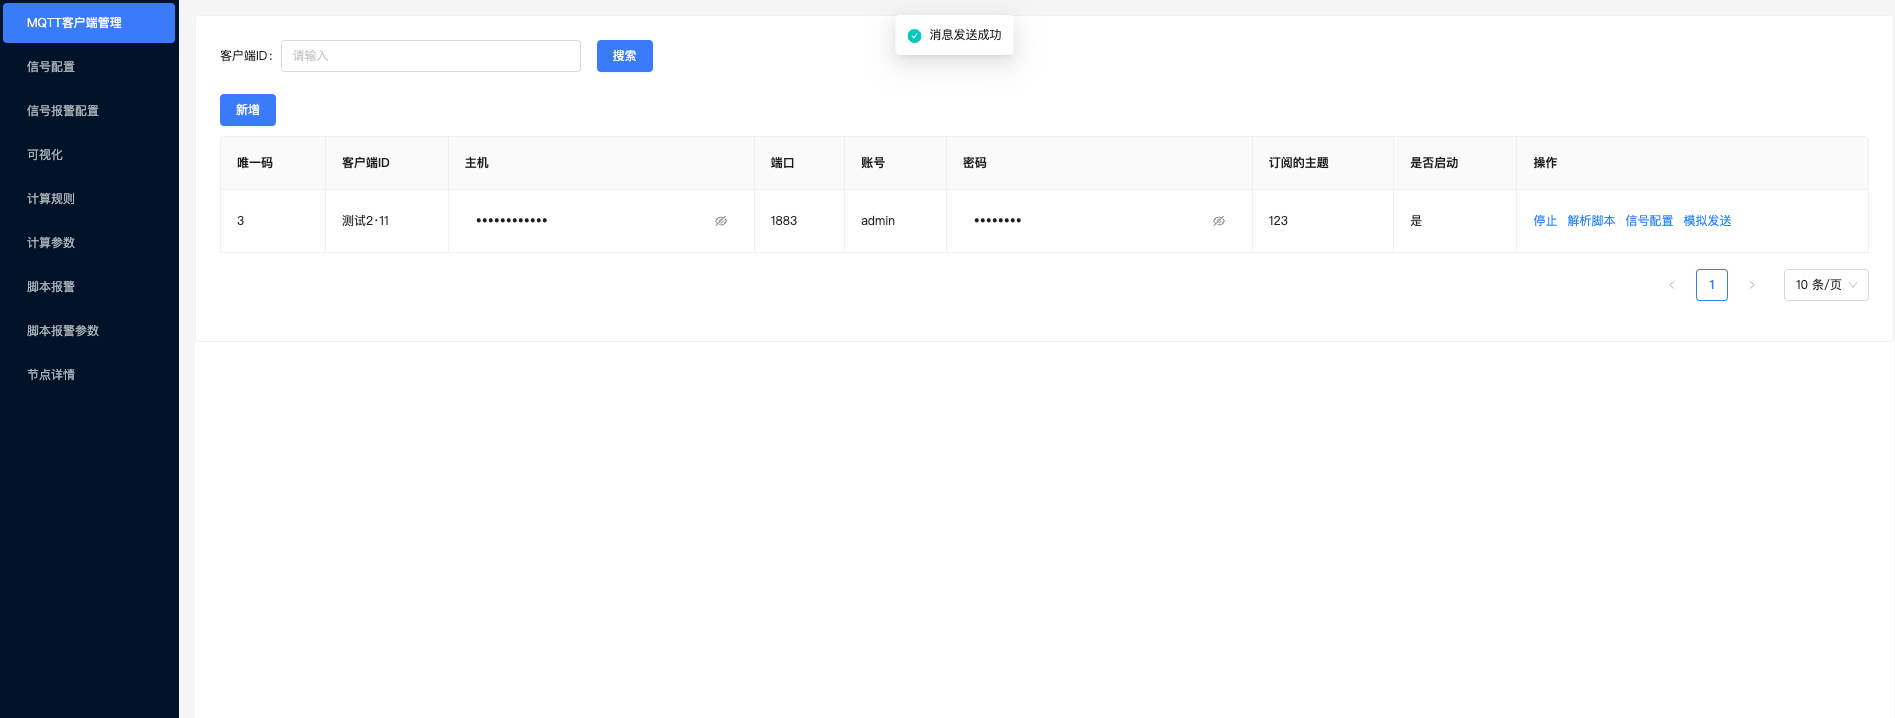 MQTT客户端管理
信号配置
信号报警配置
可视化
计算规则
计算参数
脚本报警
脚本报警参数
节点详情
消息发送成功
客户端ID: 请输入 搜索
新增
唯一码 客户端ID 主机 端口 账号 密码 订阅的主题 是否启动 操作
3 测试2·11 •••••••••••• 1883 admin •••••••• 123 是 停止 解析脚本 信号配置 模拟发送
< 1 > 10 条/页